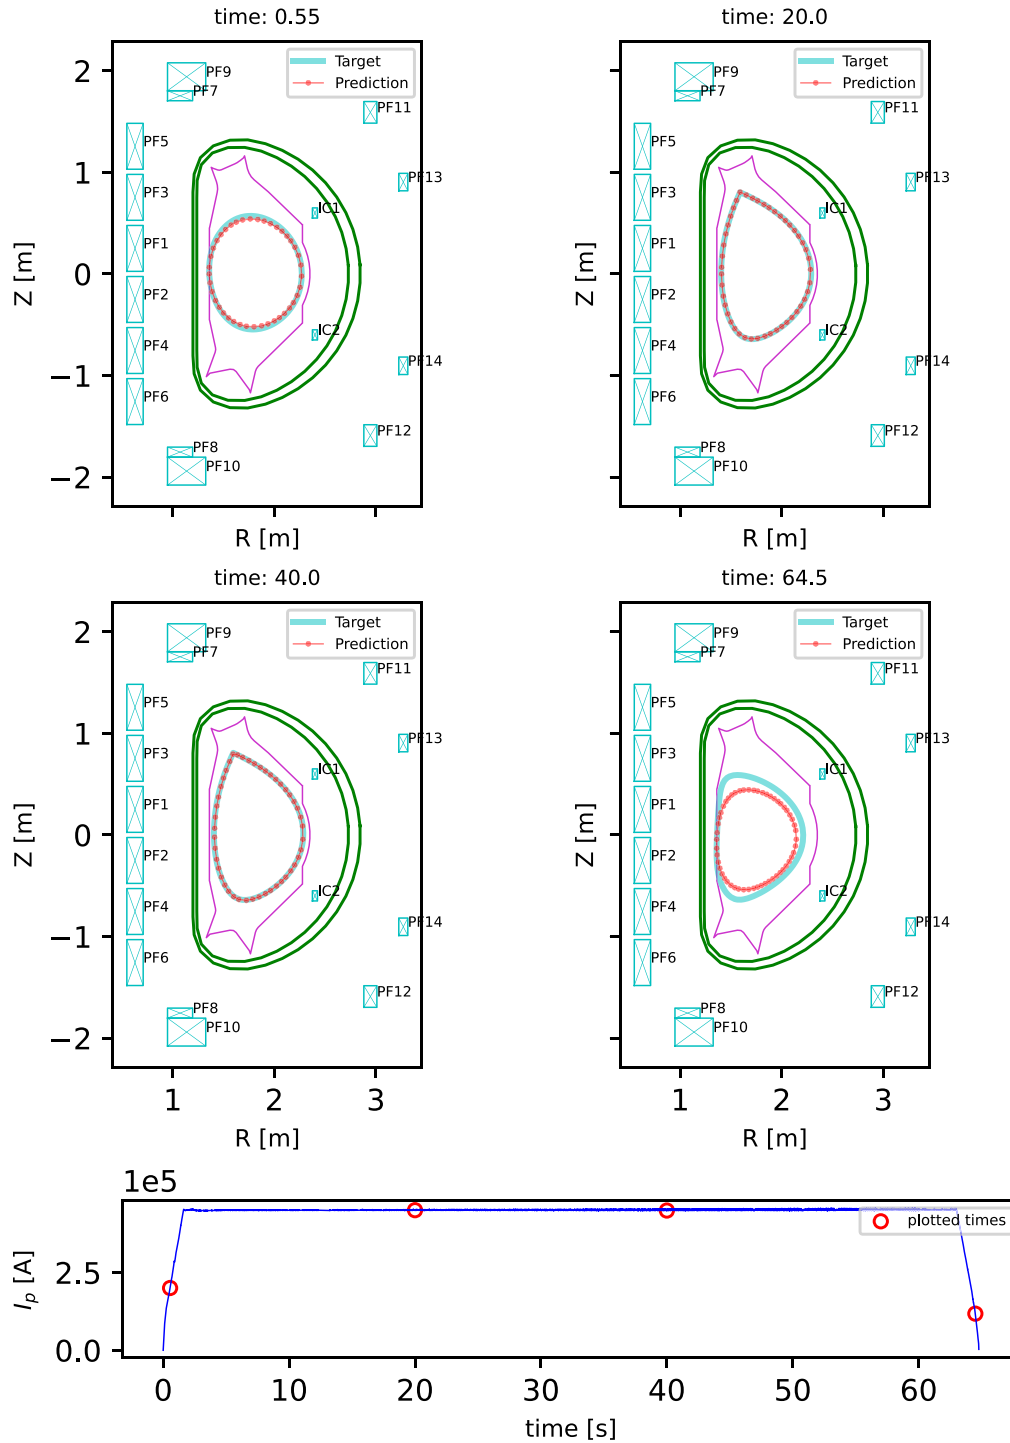 time: 0.55
Target
Prediction
PF9
PF7
PF11
PF5
PF13
PF3
IC1
PF1
PF2
IC2
PF4
PF14
PF6
PF12
PF8
PF10
2
1
0
−1
−2
Z [m]
R [m]
time: 20.0
Target
Prediction
PF9
PF7
PF11
PF5
PF13
PF3
IC1
PF1
PF2
IC2
PF4
PF14
PF6
PF12
PF8
PF10
Z [m]
R [m]
time: 40.0
Target
Prediction
PF9
PF7
PF11
PF5
PF13
PF3
IC1
PF1
PF2
IC2
PF4
PF14
PF6
PF12
PF8
PF10
2
1
0
−1
−2
Z [m]
1 2 3
R [m]
time: 64.5
Target
Prediction
PF9
PF7
PF11
PF5
PF13
PF3
IC1
PF1
PF2
IC2
PF4
PF14
PF6
PF12
PF8
PF10
Z [m]
1 2 3
R [m]
1e5
plotted times
2.5
0.0
I_p [A]
0 10 20 30 40 50 60
time [s]